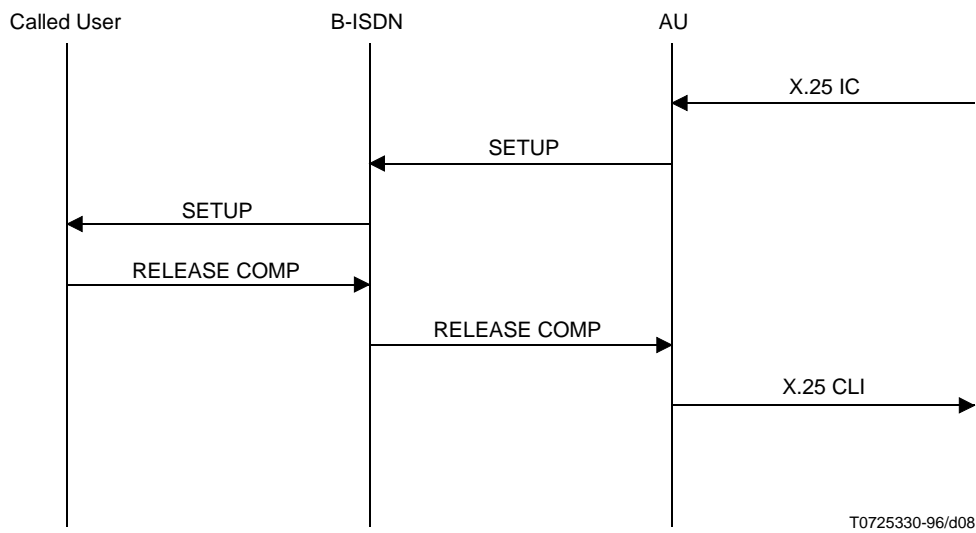 Called User B-ISDN AU
X.25 IC
SETUP
SETUP
RELEASE COMP
RELEASE COMP
X.25 CLI
T0725330-96/d08